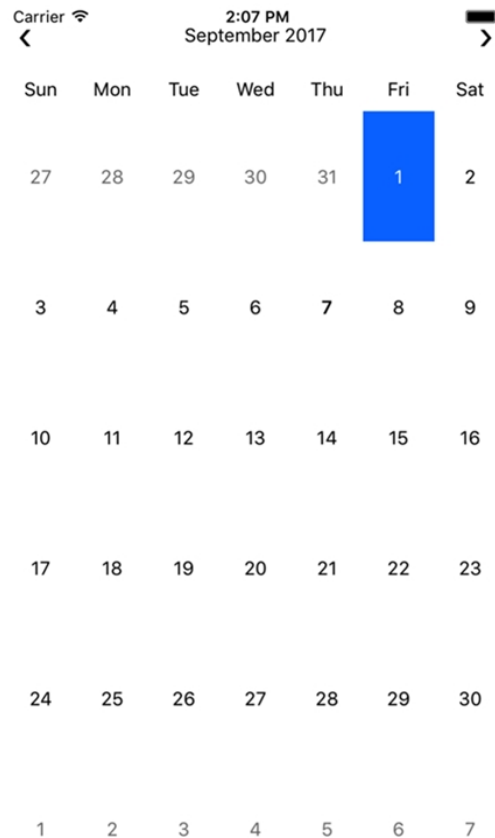 Carrier 2:07 PM
‹ September 2017 ›
Sun Mon Tue Wed Thu Fri Sat
27 28 29 30 31 1 2
3 4 5 6 7 8 9
10 11 12 13 14 15 16
17 18 19 20 21 22 23
24 25 26 27 28 29 30
1 2 3 4 5 6 7